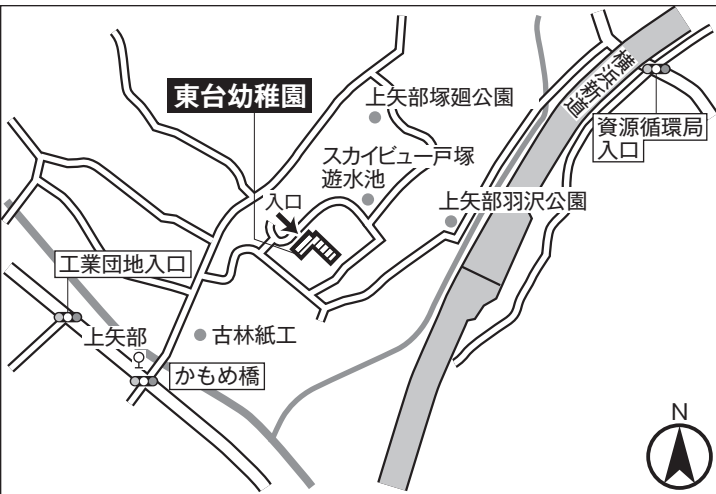 横浜新道
資源循環局
入口
東台幼稚園
上矢部塚廻公園
スカイビュー戸塚
遊水池
入口
上矢部羽沢公園
工業団地入口
上矢部
古林紙工
かもめ橋
N